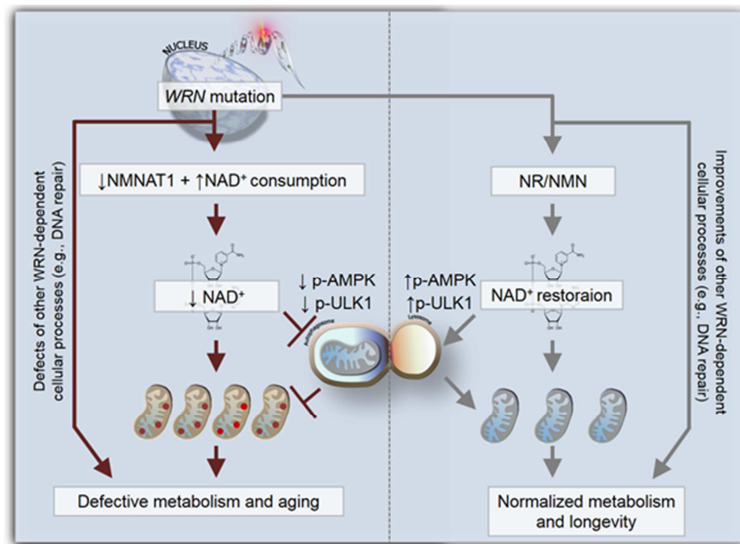 NUCLEUS
WRN mutation
↓NMNAT1 + ↑NAD⁺ consumption
NR/NMN
Defects of other WRN-dependent
cellular processes (e.g., DNA repair)
Improvements of other WRN-dependent
cellular processes (e.g., DNA repair)
↓ NAD⁺
↓ p-AMPK
↓ p-ULK1
↑p-AMPK
↑p-ULK1
NAD⁺ restoraion
Autophagosome
Lysosome
Defective metabolism and aging
Normalized metabolism
and longevity